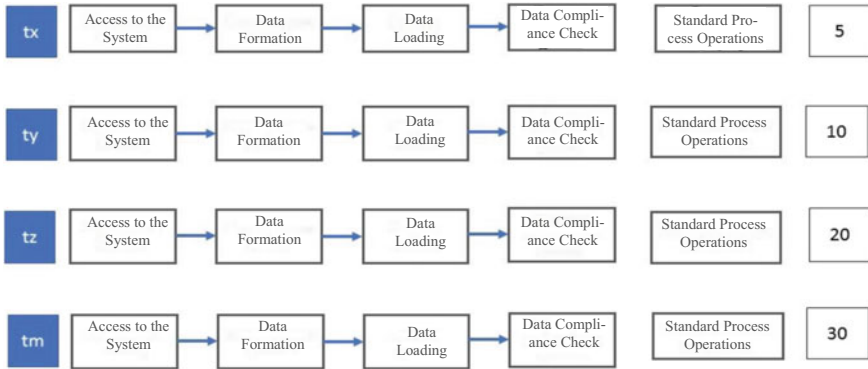 tx
Access to the
System
Data
Formation
Data
Loading
Data Compli-
ance Check
Standard Pro-
cess Operations
5
ty
Access to the
System
Data
Formation
Data
Loading
Data Compli-
ance Check
Standard Process
Operations
10
tz
Access to the
System
Data
Formation
Data
Loading
Data Compli-
ance Check
Standard Process
Operations
20
tm
Access to the
System
Data
Formation
Data
Loading
Data Compli-
ance Check
Standard Process
Operations
30